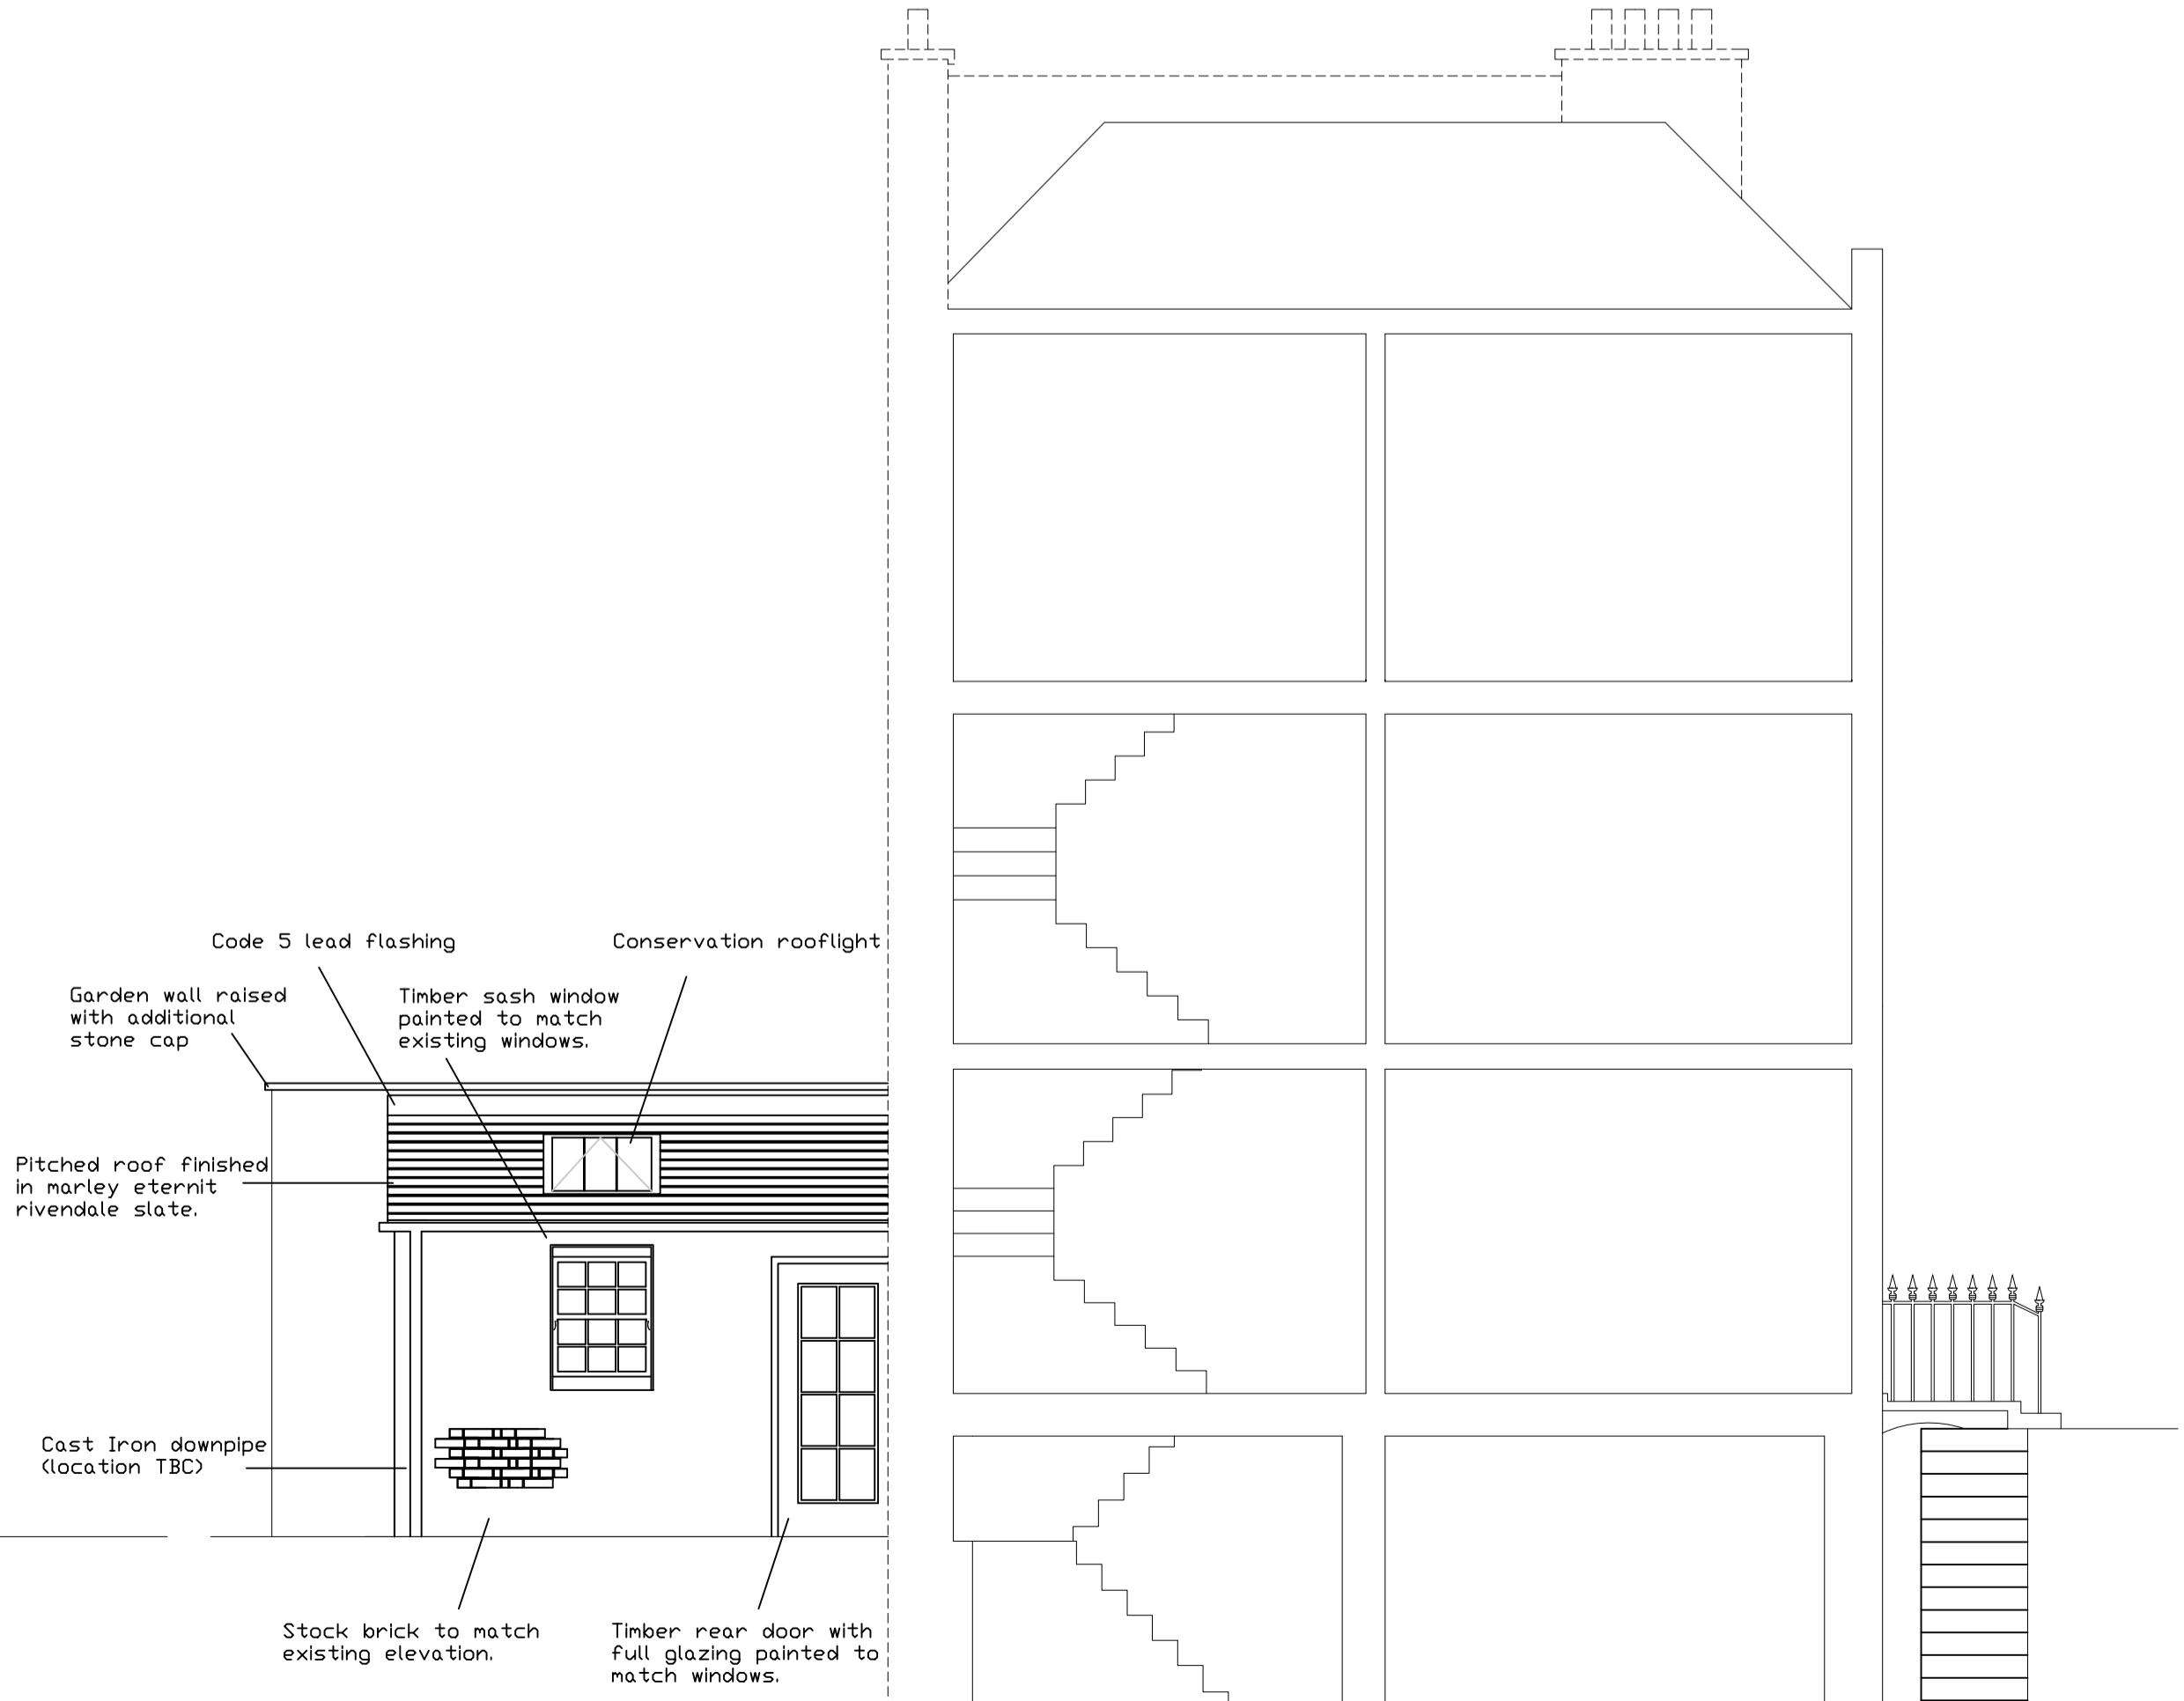 Code 5 lead flashing
Conservation rooflight
Garden wall raised
with additional
stone cap
Timber sash window
painted to match
existing windows.
Pitched roof finished
in marley eternit
rivendale slate.
Cast Iron downpipe
(location TBC)
Stock brick to match
existing elevation.
Timber rear door with
full glazing painted to
match windows.